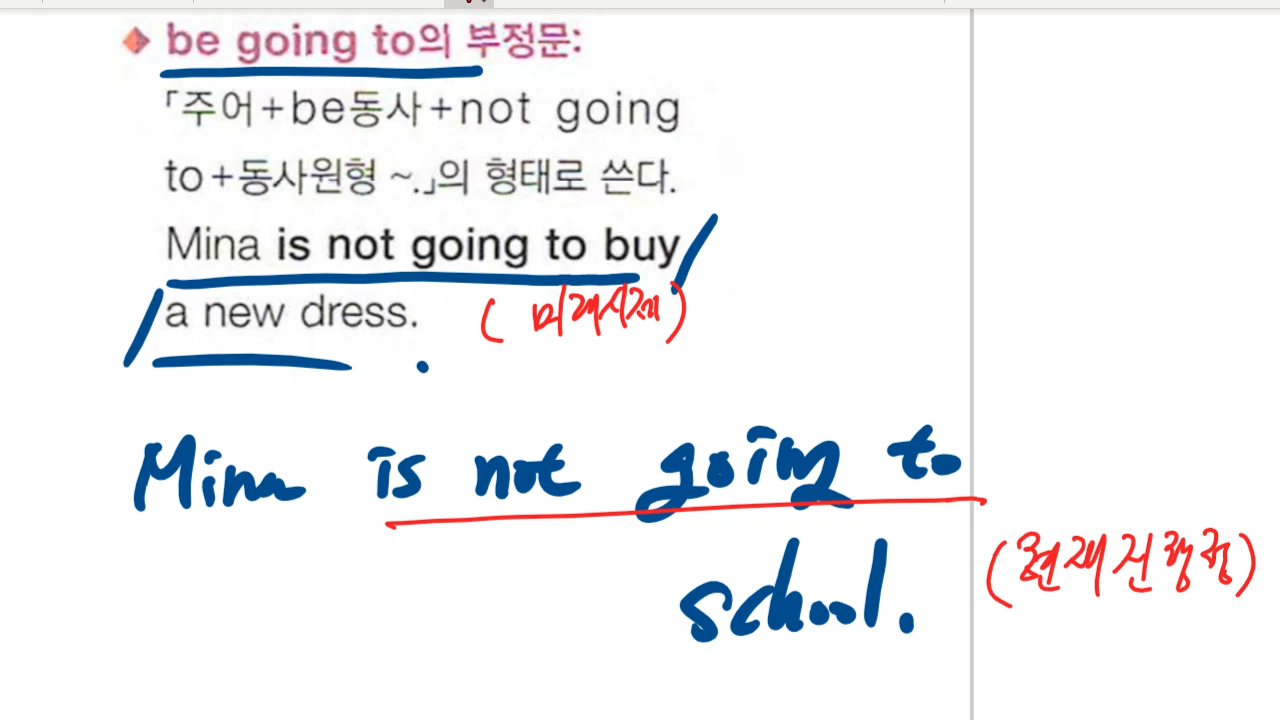 ◆ be going to의 부정문:
「주어+be동사+not going
to+동사원형 ~.」의 형태로 쓴다.
Mina is not going to buy
a new dress. (미래시제)
Mina is not going to
school.
(현재진행형)